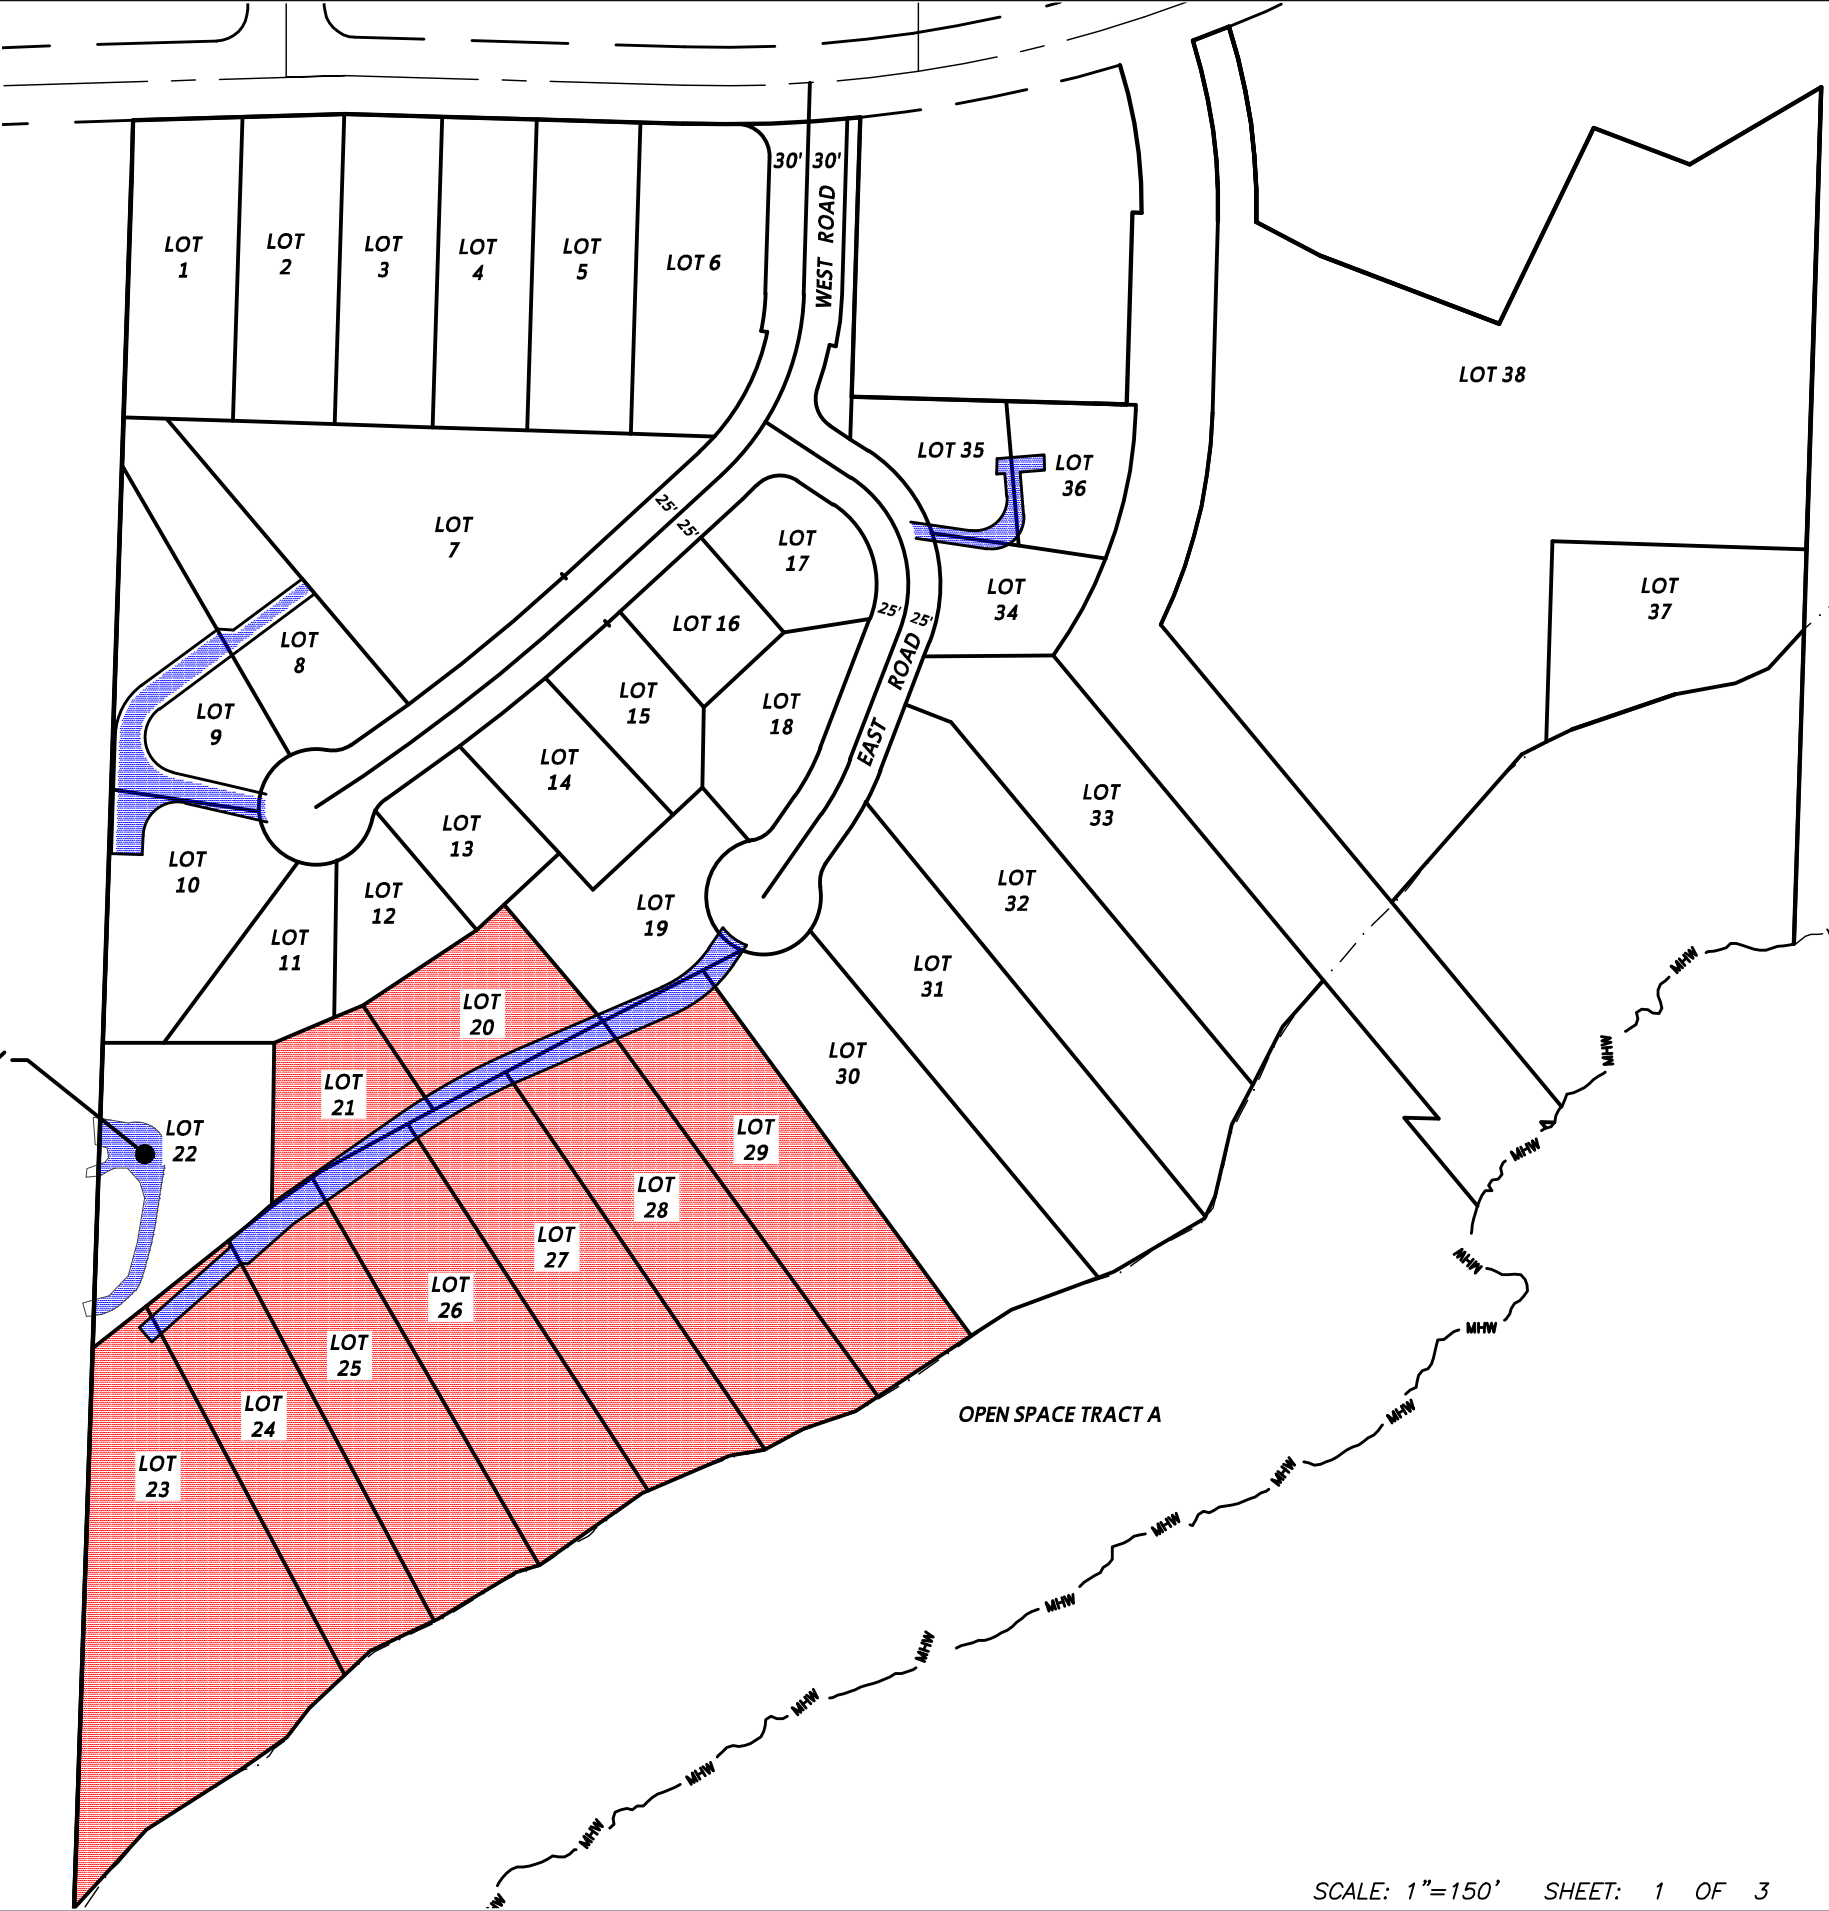 30' 30'
WEST ROAD
LOT
1
LOT
2
LOT
3
LOT
4
LOT
5
LOT 6
LOT 38
LOT 35
LOT
36
25' 25'
LOT
7
LOT
17
LOT
37
LOT
34
25' 25'
LOT 16
LOT
8
EAST ROAD
LOT
15
LOT
18
LOT
9
LOT
14
LOT
33
LOT
13
LOT
10
LOT
32
LOT
12
LOT
19
LOT
11
LOT
31
MHW
LOT
20
MHW
LOT
30
LOT
21
LOT
22
LOT
29
MHW
LOT
28
LOT
27
MHW
LOT
26
MHW
LOT
25
LOT
24
OPEN SPACE TRACT A
MHW
LOT
23
MHW
MHW
MHW
MHW
MHW
MHW
MHW
SCALE: 1"=150' SHEET: 1 OF 3